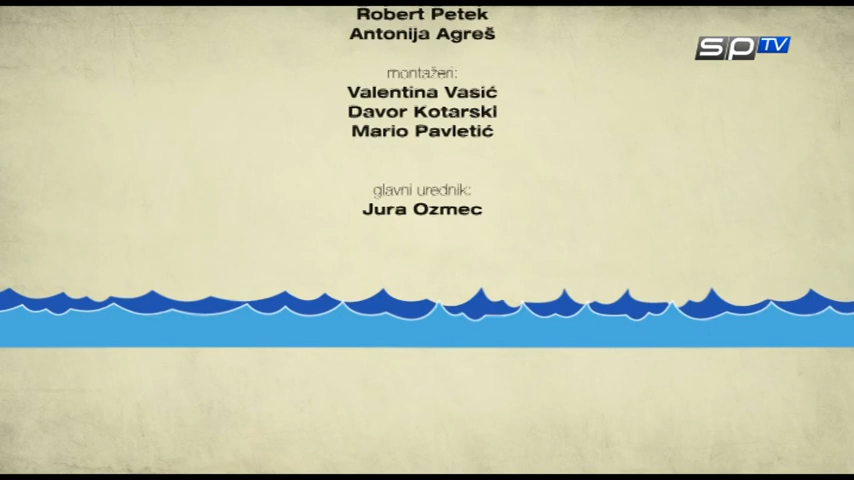 Robert Petek
Antonija Agreš
SPTV
montažeri:
Valentina Vasić
Davor Kotarski
Mario Pavletić
glavni urednik:
Jura Ozmec